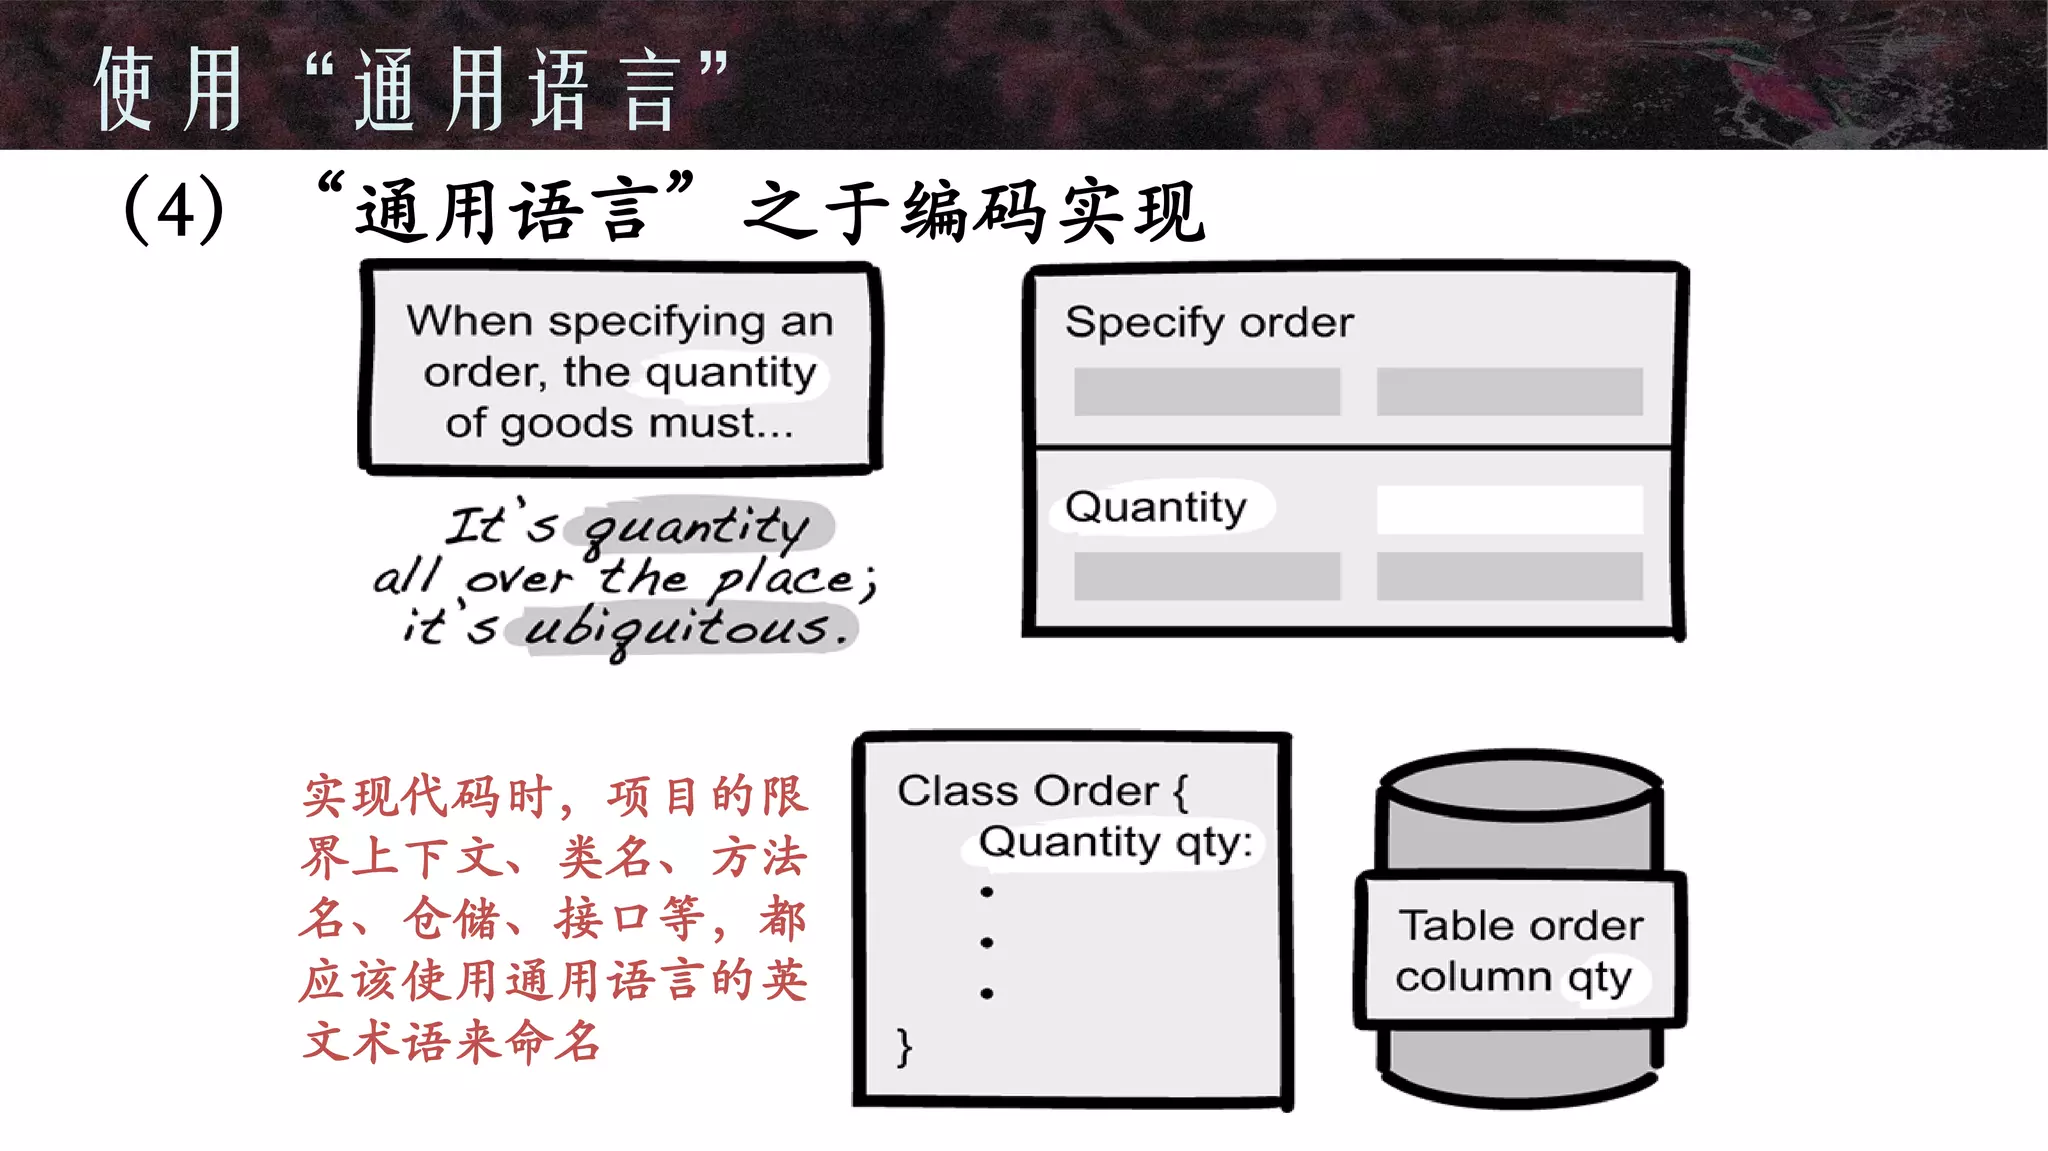 使用“通用语言”
（4）“通用语言”之于编码实现
When specifying an
order, the quantity
of goods must...
It's quantity
all over the place;
it's ubiquitous.
Specify order
Quantity
实现代码时，项目的限
界上下文、类名、方法
名、仓储、接口等，都
应该使用通用语言的英
文术语来命名
Class Order {
Quantity qty:
•
•
•
}
Table order
column qty